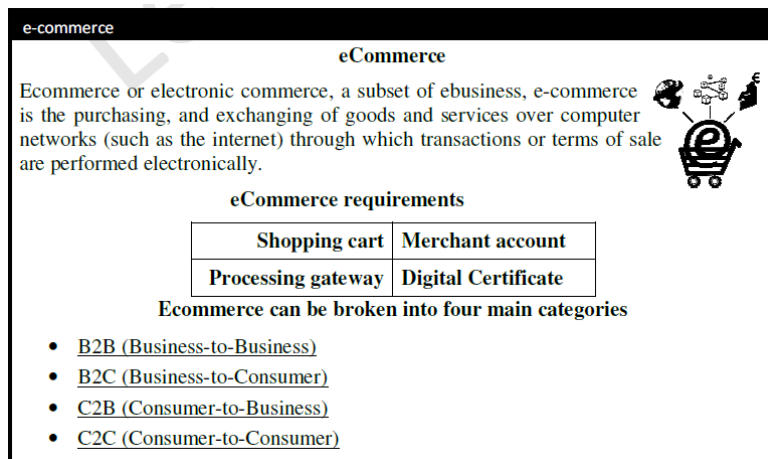 e-commerce
eCommerce
Ecommerce or electronic commerce, a subset of ebusiness, e-commerce
is the purchasing, and exchanging of goods and services over computer
networks (such as the internet) through which transactions or terms of sale
are performed electronically.
eCommerce requirements
Shopping cart Merchant account
Processing gateway Digital Certificate
Ecommerce can be broken into four main categories
• B2B (Business-to-Business)
• B2C (Business-to-Consumer)
• C2B (Consumer-to-Business)
• C2C (Consumer-to-Consumer)